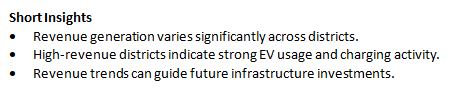 Short Insights
• Revenue generation varies significantly across districts.
• High-revenue districts indicate strong EV usage and charging activity.
• Revenue trends can guide future infrastructure investments.